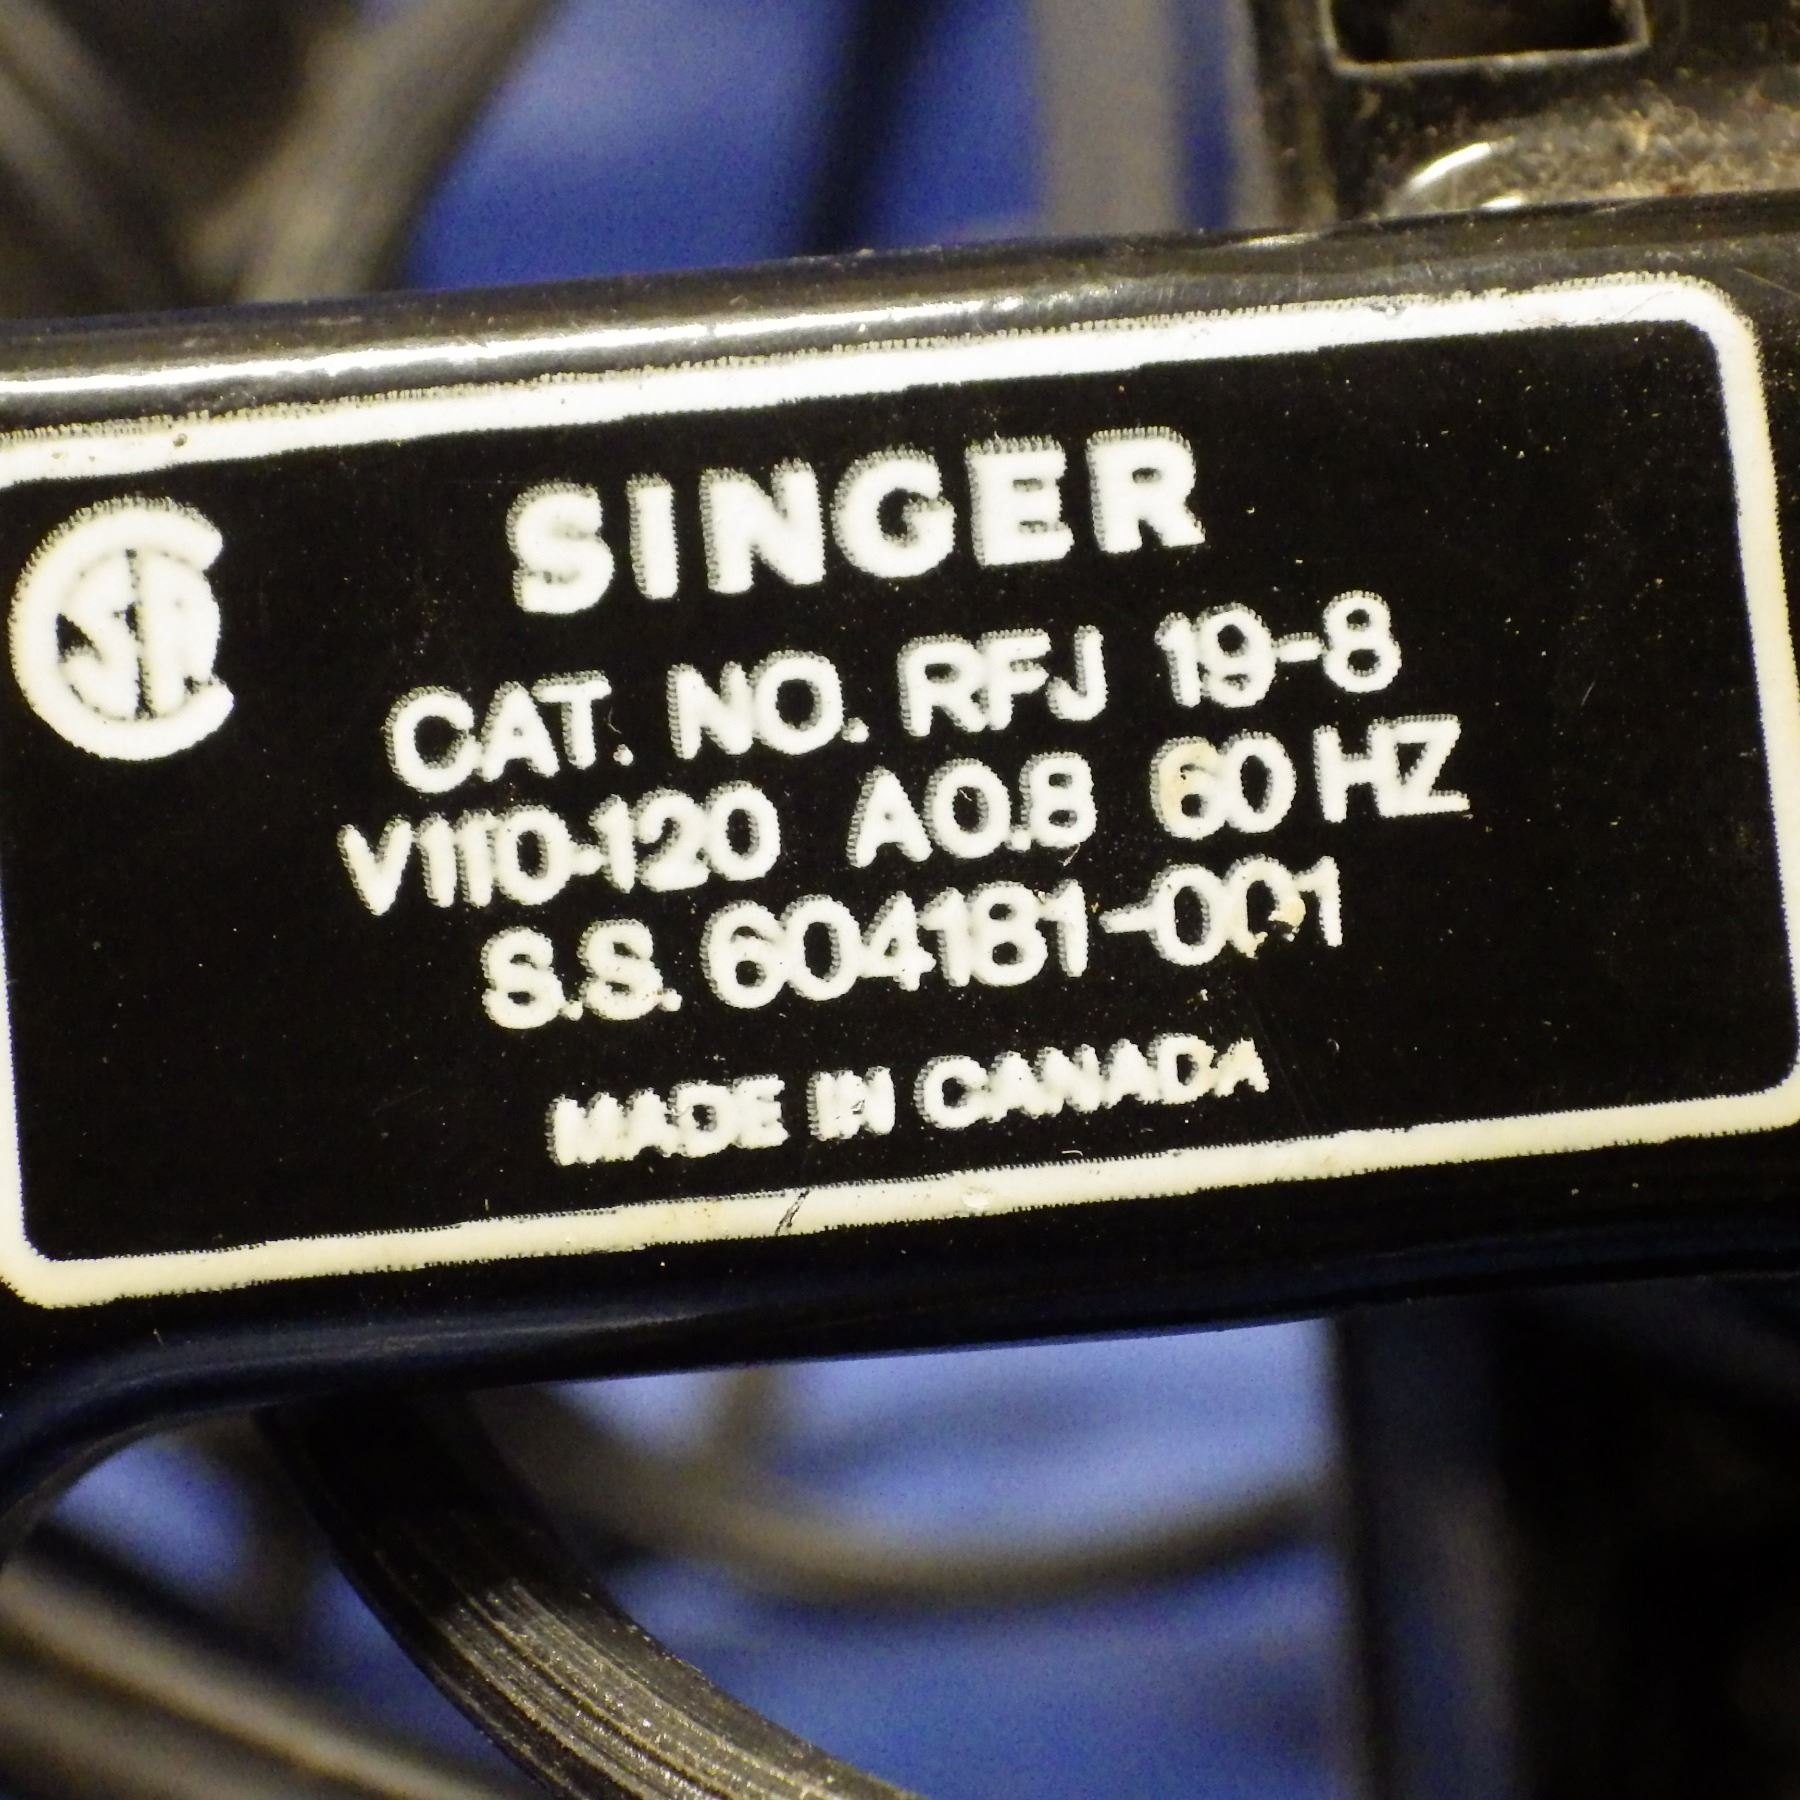 SINGER
CAT. NO. RFJ 19-8
V110-120 A0.8 60 HZ
S.S. 604181-001
MADE IN CANADA